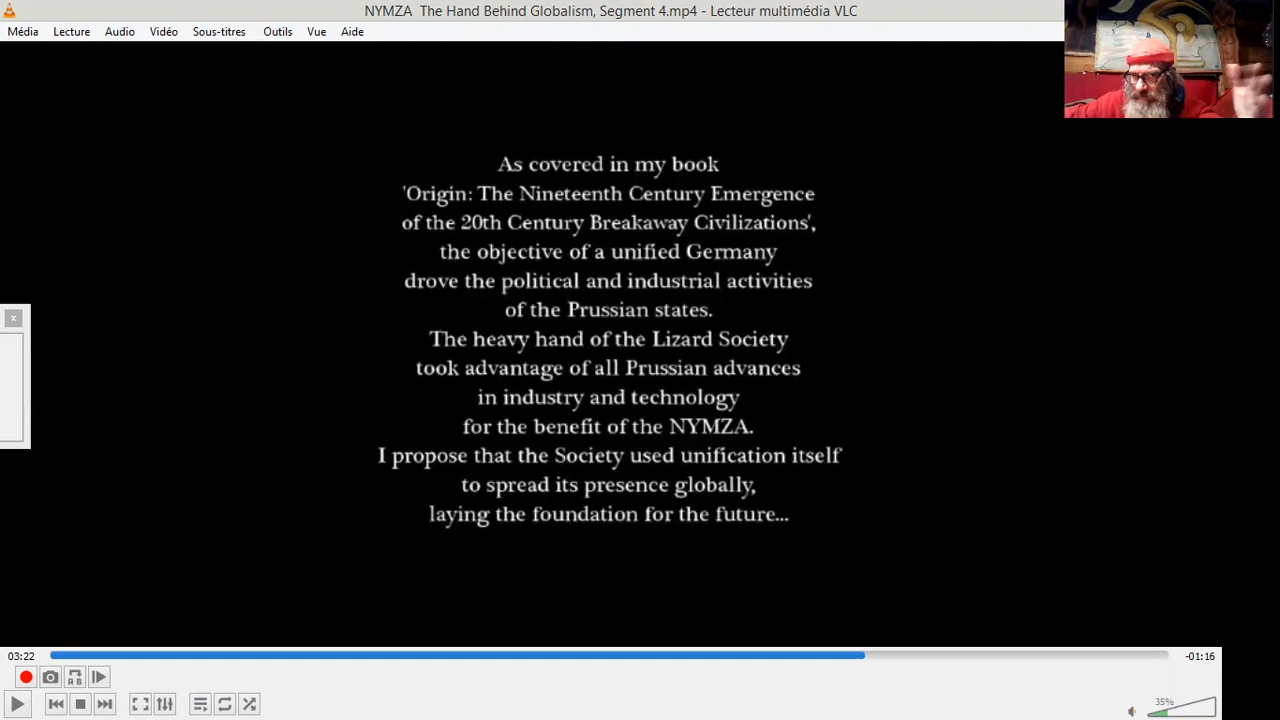 NYMZA The Hand Behind Globalism, Segment 4.mp4 - Lecteur multimédia VLC
Média Lecture Audio Vidéo Sous-titres Outils Vue Aide
As covered in my book
'Origin: The Nineteenth Century Emergence
of the 20th Century Breakaway Civilizations',
the objective of a unified Germany
drove the political and industrial activities
of the Prussian states.
The heavy hand of the Lizard Society
took advantage of all Prussian advances
in industry and technology
for the benefit of the NYMZA.
I propose that the Society used unification itself
to spread its presence globally,
laying the foundation for the future...
03:22 -01:16
A B
35%